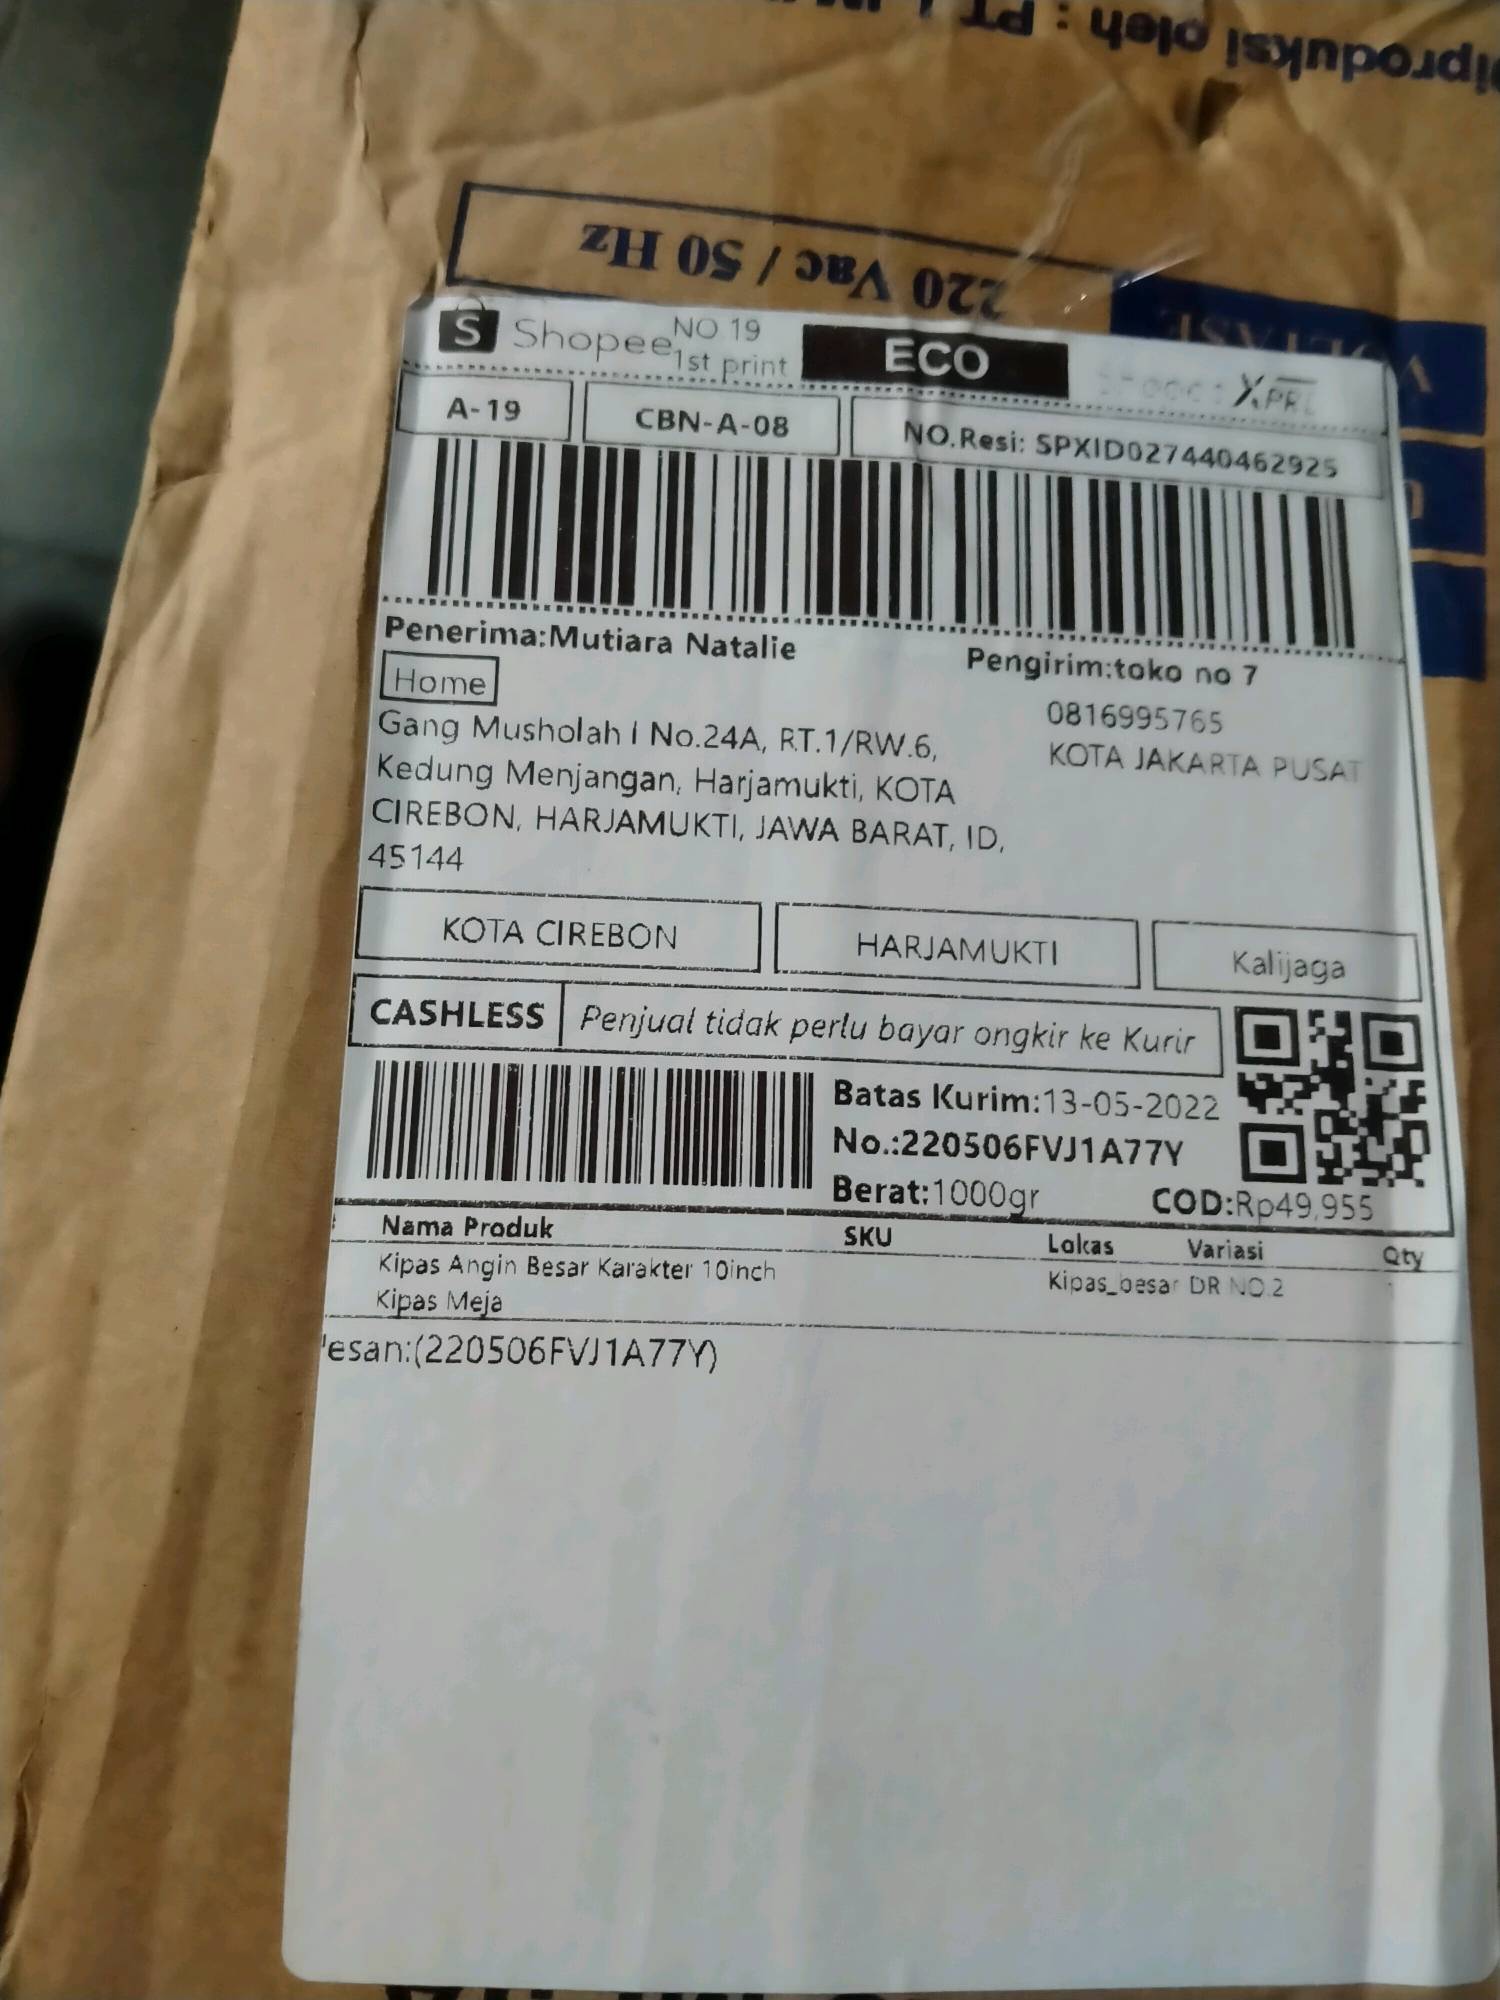 Diproduksi oleh : PT
220 Vac / 50 Hz
Shopee NO 19 1st print ECO XPRE
A-19 CBN-A-08 NO.Resi: SPXID027440462925
Penerima:Mutiara Natalie Pengirim:toko no 7
Home
0816995765
Gang Musholah I No.24A, RT.1/RW.6,
KOTA JAKARTA PUSAT
Kedung Menjangan, Harjamukti, KOTA
CIREBON, HARJAMUKTI, JAWA BARAT, ID,
45144
KOTA CIREBON HARJAMUKTI Kalijaga
CASHLESS Penjual tidak perlu bayar ongkir ke Kurir
Batas Kurim:13-05-2022
No.:220506FVJ1A77Y
Berat:1000gr COD:Rp49,955
Nama Produk SKU Lokas Variasi Qty
Kipas Angin Besar Karakter 10inch Kipas_besar DR NO.2
Kipas Meja
esan:(220506FVJ1A77Y)